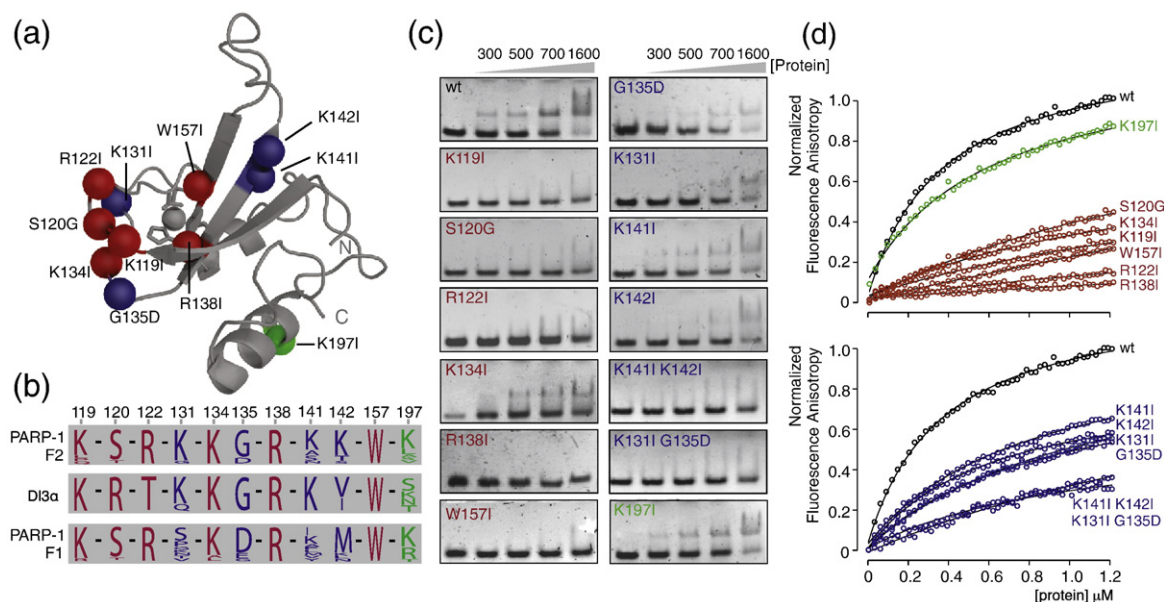 (a)
K142I
W157I
K141I
K131I
R122I
S120G
N
K134I
K119I
G135D
R138I
C
K197I
(b)
119 120 122 131 134 135 138 141 142 157 197
PARP-1 F2
K-S-R-K-K-G-R-K-K-W-K
DI3α
K-R-T-K-K-G-R-K-Y-W-S
PARP-1 F1
K-S-R-S-K-D-R-I-M-W-K
R
(c)
300 500 700 1600
300 500 700 1600
[Protein]
wt
G135D
K119I
K131I
S120G
K141I
R122I
K142I
K134I
K141I K142I
R138I
K131I G135D
W157I
K197I
(d)
Normalized
Fluorescence Anisotropy
1.0
0.8
0.6
0.4
0.2
0
wt
K197I
S120G
K134I
K119I
W157I
R122I
R138I
Normalized
Fluorescence Anisotropy
1.0
0.8
0.6
0.4
0.2
0
wt
K141I
K142I
K131I
G135D
K141I K142I
K131I G135D
0 0.2 0.4 0.6 0.8 1.0 1.2
[protein] μM